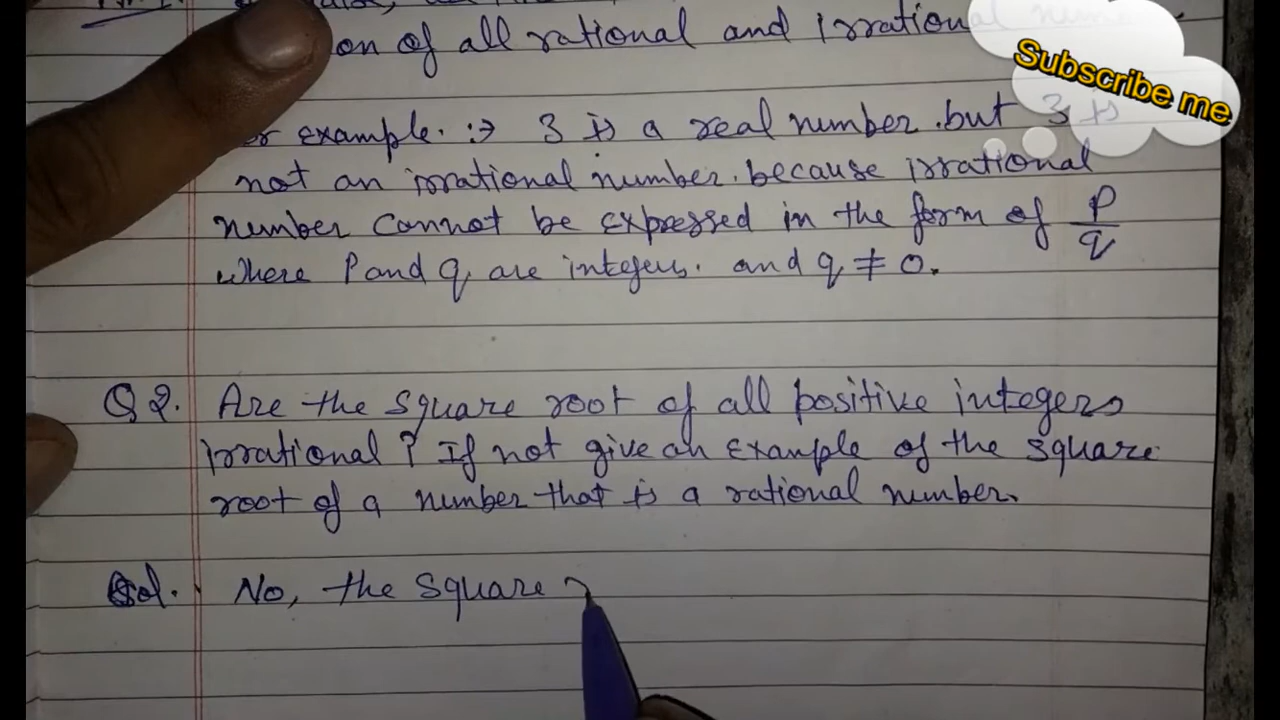 on of all rational and irrational
Subscribe me
example. :→ 3 is a real number. but 3 is
not an irrational number. because irrational
number cannot be expressed in the form of P/q
where P and q are integers. and q ≠ 0.
Q 2. Are the square root of all positive integers
irrational ? If not give an example of the square
root of a number that is a rational number.
Sol. No, the square